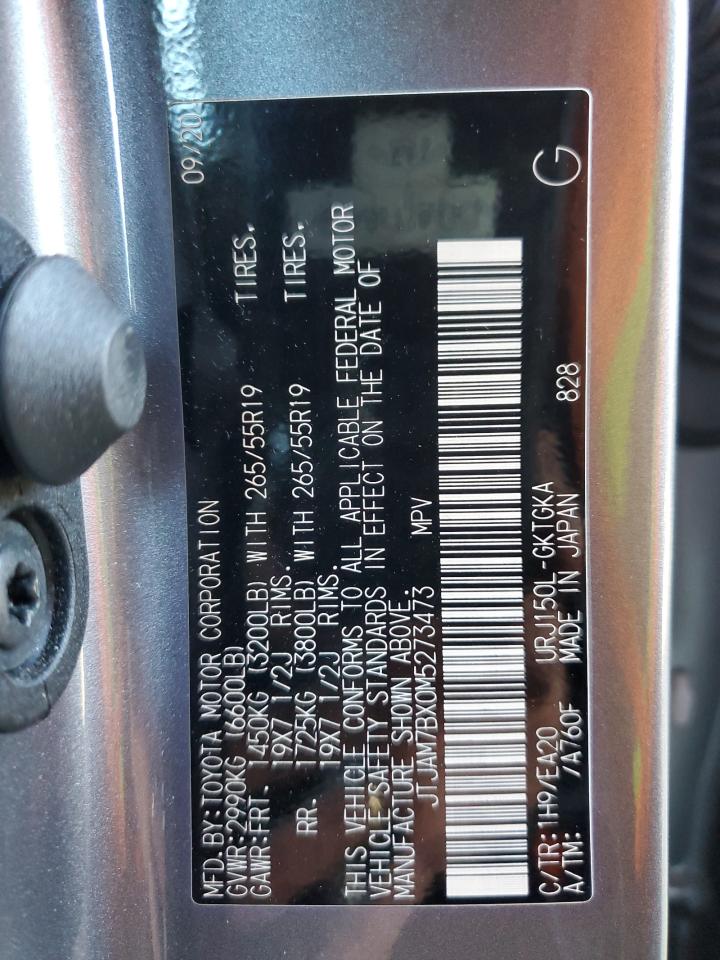 MFD.BY:TOYOTA MOTOR CORPORATION 09/20
GVWR:2990KG (6600LB)
GAWR:FRT- 1450KG (3200LB) WITH 265/55R19 TIRES.
19X7 1/2J RIMS.
RR- 1725KG (3800LB) WITH 265/55R19 TIRES.
19X7 1/2J RIMS.
THIS VEHICLE CONFORMS TO ALL APPLICABLE FEDERAL MOTOR
VEHICLE SAFETY STANDARDS IN EFFECT ON THE DATE OF
MANUFACTURE SHOWN ABOVE.
JTJAM7BX0M5273473 MPV
C/TR: 1H9/EA20 URJ150L-GKTGKA
A/TM: /A760F MADE IN JAPAN 828
G